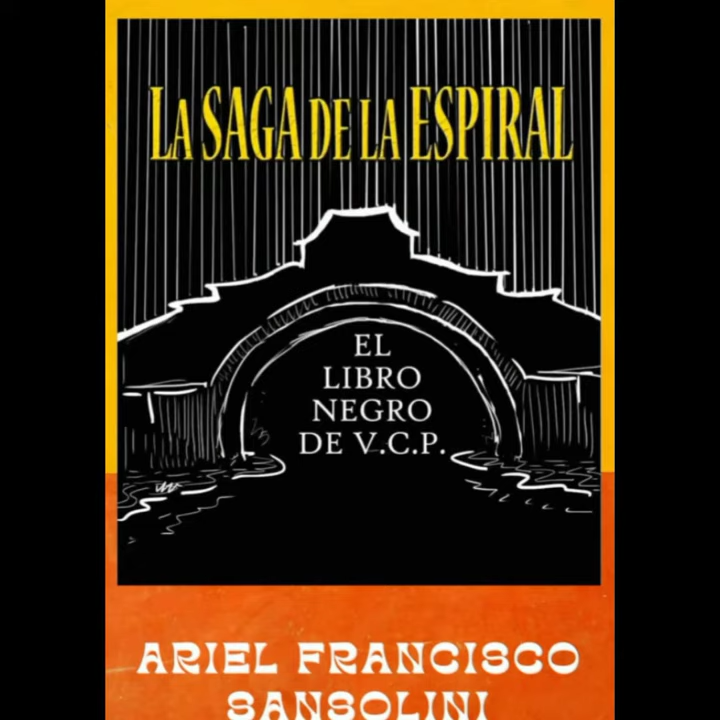 LA SAGA DE LA ESPIRAL
EL
LIBRO
NEGRO
DE V.C.P.
ARIEL FRANCISCO
SANSOLINI